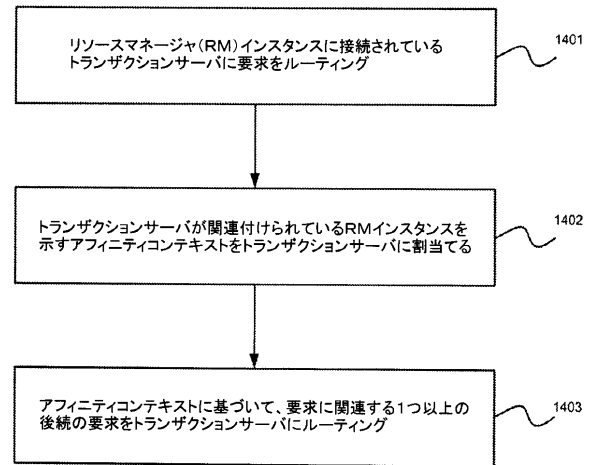 リソースマネージャ(RM)インスタンスに接続されている
トランザクションサーバに要求をルーティング
1401
トランザクションサーバが関連付けられているRMインスタンスを
示すアフィニティコンテキストをトランザクションサーバに割当てる
1402
アフィニティコンテキストに基づいて、要求に関連する1つ以上の
後続の要求をトランザクションサーバにルーティング
1403